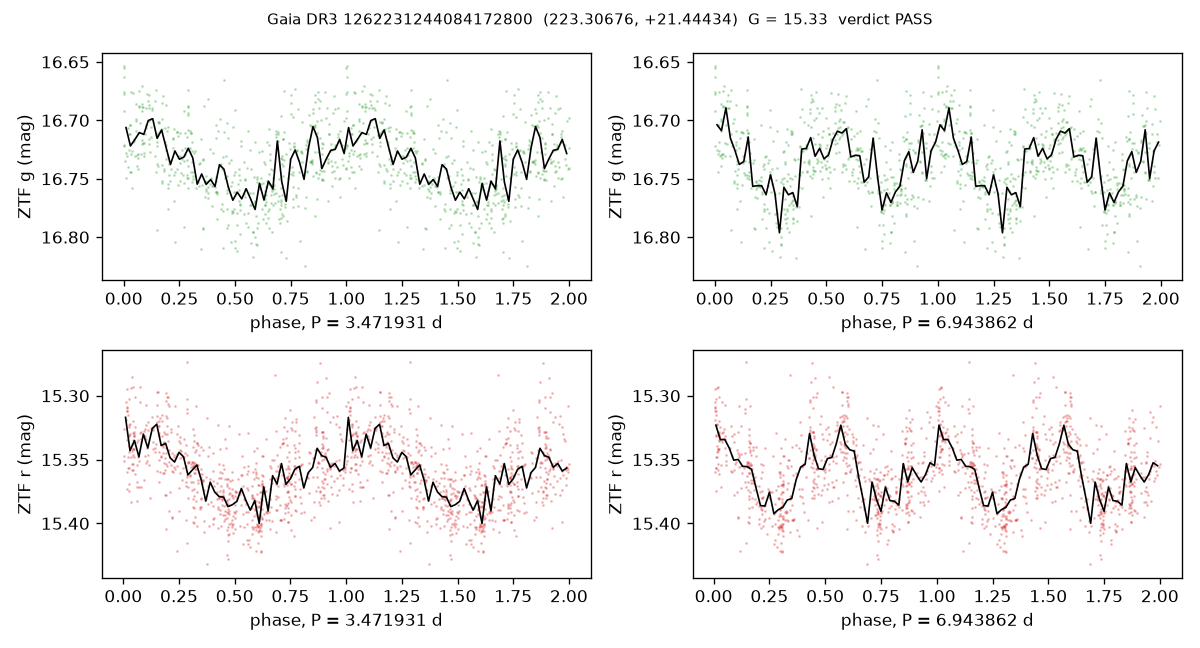 Gaia DR3 1262231244084172800 (223.30676, +21.44434) G = 15.33 verdict PASS
ZTF g (mag)
16.65
16.70
16.75
16.80
0.00 0.25 0.50 0.75 1.00 1.25 1.50 1.75 2.00
phase, P = 3.471931 d
ZTF g (mag)
16.65
16.70
16.75
16.80
0.00 0.25 0.50 0.75 1.00 1.25 1.50 1.75 2.00
phase, P = 6.943862 d
ZTF r (mag)
15.30
15.35
15.40
0.00 0.25 0.50 0.75 1.00 1.25 1.50 1.75 2.00
phase, P = 3.471931 d
ZTF r (mag)
15.30
15.35
15.40
0.00 0.25 0.50 0.75 1.00 1.25 1.50 1.75 2.00
phase, P = 6.943862 d